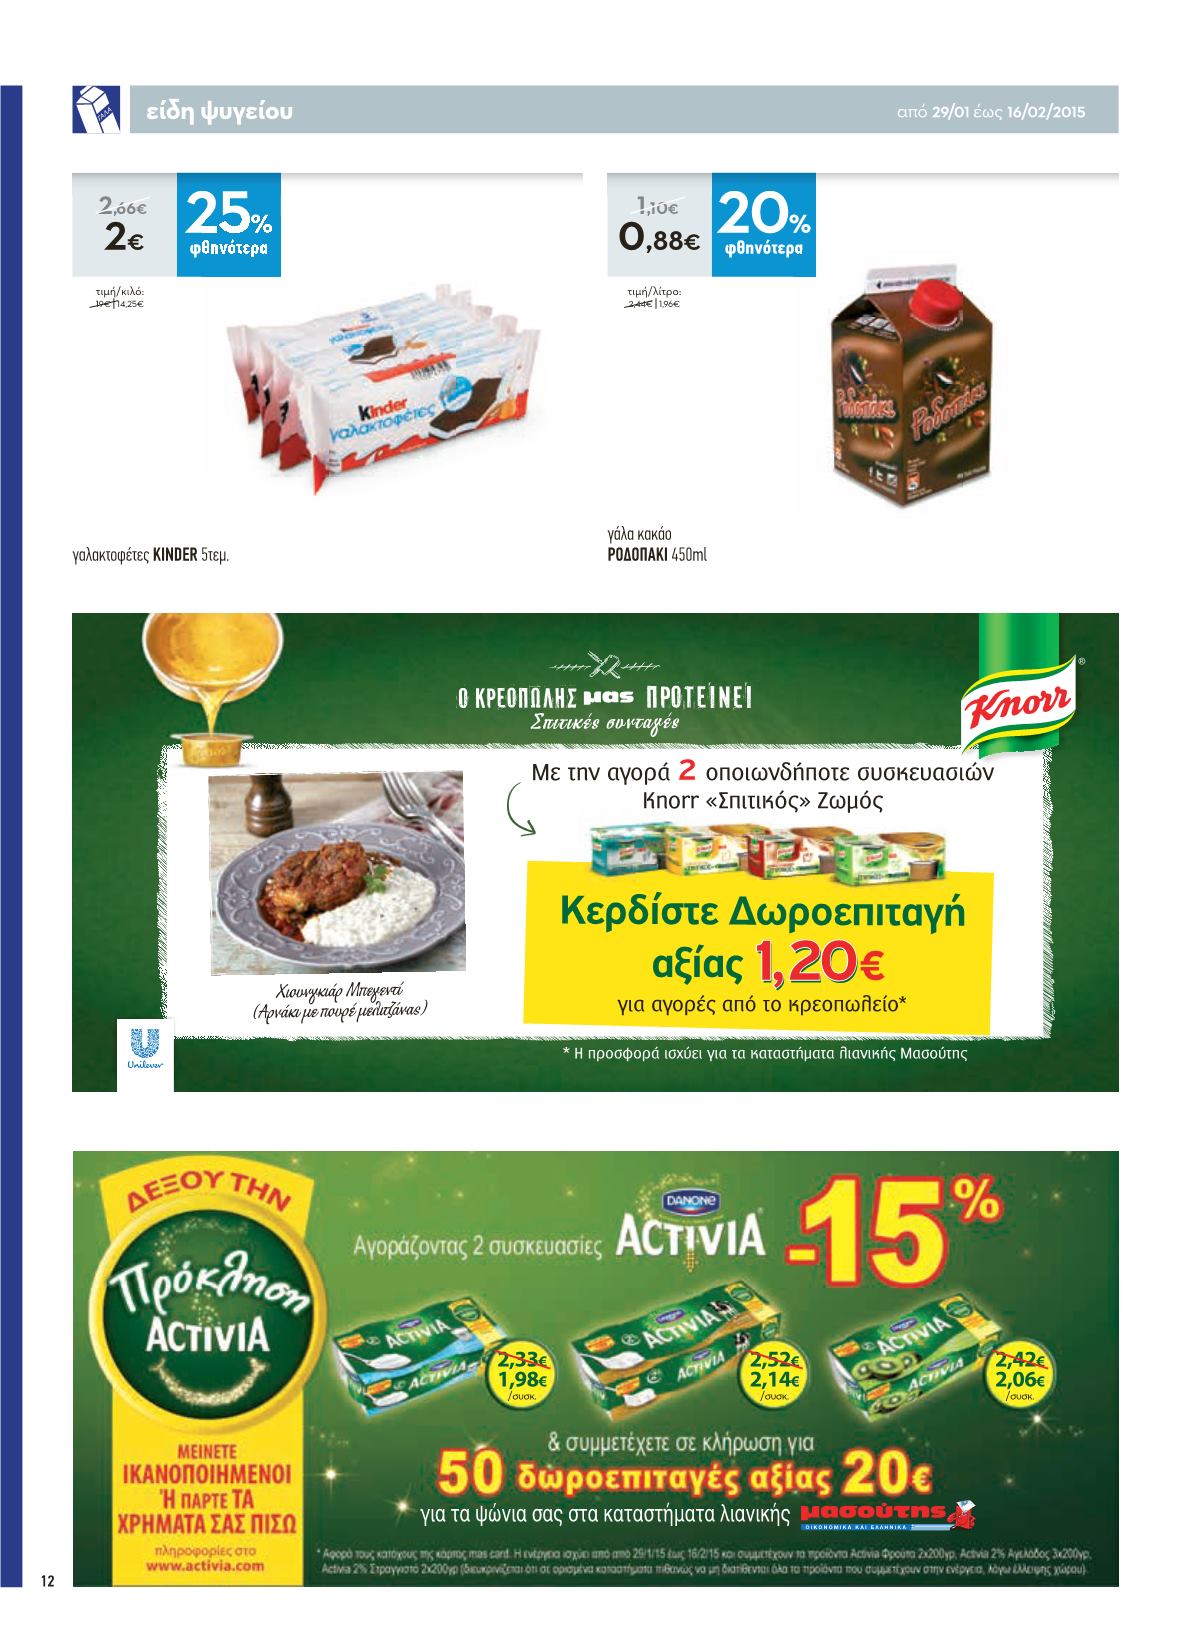 ΓΑΛΑ
είδη ψυγείου
από 29/01 έως 16/02/2015
2,66€
2€
25%
φθηνότερα
τιμή/κιλό:
19€|14,25€
Kinder
γαλακτοφέτες
γαλακτοφέτες KINDER 5τεμ.
1,10€
0,88€
20%
φθηνότερα
τιμή/λίτρο:
2,44€|1,96€
Ροδοπάκι
Ροδοπάκι
γάλα κακάο
ΡΟΔΟΠΑΚΙ 450ml
Ο ΚΡΕΟΠΩΛΗΣ μας ΠΡΟΤΕΙΝΕΙ
Σπιτικές συνταγές
Knorr®
Με την αγορά 2 οποιωνδήποτε συσκευασιών
Knorr «Σπιτικός» Ζωμός
Κερδίστε Δωροεπιταγή
αξίας 1,20€
για αγορές από το κρεοπωλείο*
Χιουνγκιάρ Μπεγεντί
(Αρνάκι με πουρέ μελιτζάνας)
Unilever
* Η προσφορά ισχύει για τα καταστήματα λιανικής Μασούτης
ΔΕΞΟΥ ΤΗΝ
Πρόκληση
ACTIVIA
ΜΕΙΝΕΤΕ
ΙΚΑΝΟΠΟΙΗΜΕΝΟΙ
Ή ΠΑΡΤΕ ΤΑ
ΧΡΗΜΑΤΑ ΣΑΣ ΠΙΣΩ
πληροφορίες στο
www.activia.com
Αγοράζοντας 2 συσκευασίες
DANONE
ACTIVIA®
-15%
ACTIVIA
ACTIVIA
2,33€
1,98€
/συσκ.
ACTIVIA
ACTIVIA
2,52€
2,14€
/συσκ.
ACTIVIA
ACTIVIA
2,42€
2,06€
/συσκ.
& συμμετέχετε σε κλήρωση για
50 δωροεπιταγές αξίας 20€
για τα ψώνια σας στα καταστήματα λιανικής μασούτης
ΟΙΚΟΝΟΜΙΚΑ ΚΑΙ ΕΛΛΗΝΙΚΑ
* Αφορά τους κατόχους της κάρτας mas card. Η ενέργεια ισχύει από από 29/1/15 έως 16/2/15 και συμμετέχουν τα προϊόντα Activia Φρούτα 2x200γρ, Activia 2% Αγελάδος 3x200γρ,
Activia 2% Στραγγιστό 2x200γρ (διευκρινίζεται ότι σε ορισμένα καταστήματα πιθανώς να μη διατίθενται όλα τα προϊόντα που συμμετέχουν στην ενέργεια, λόγω έλλειψης χώρου).
12